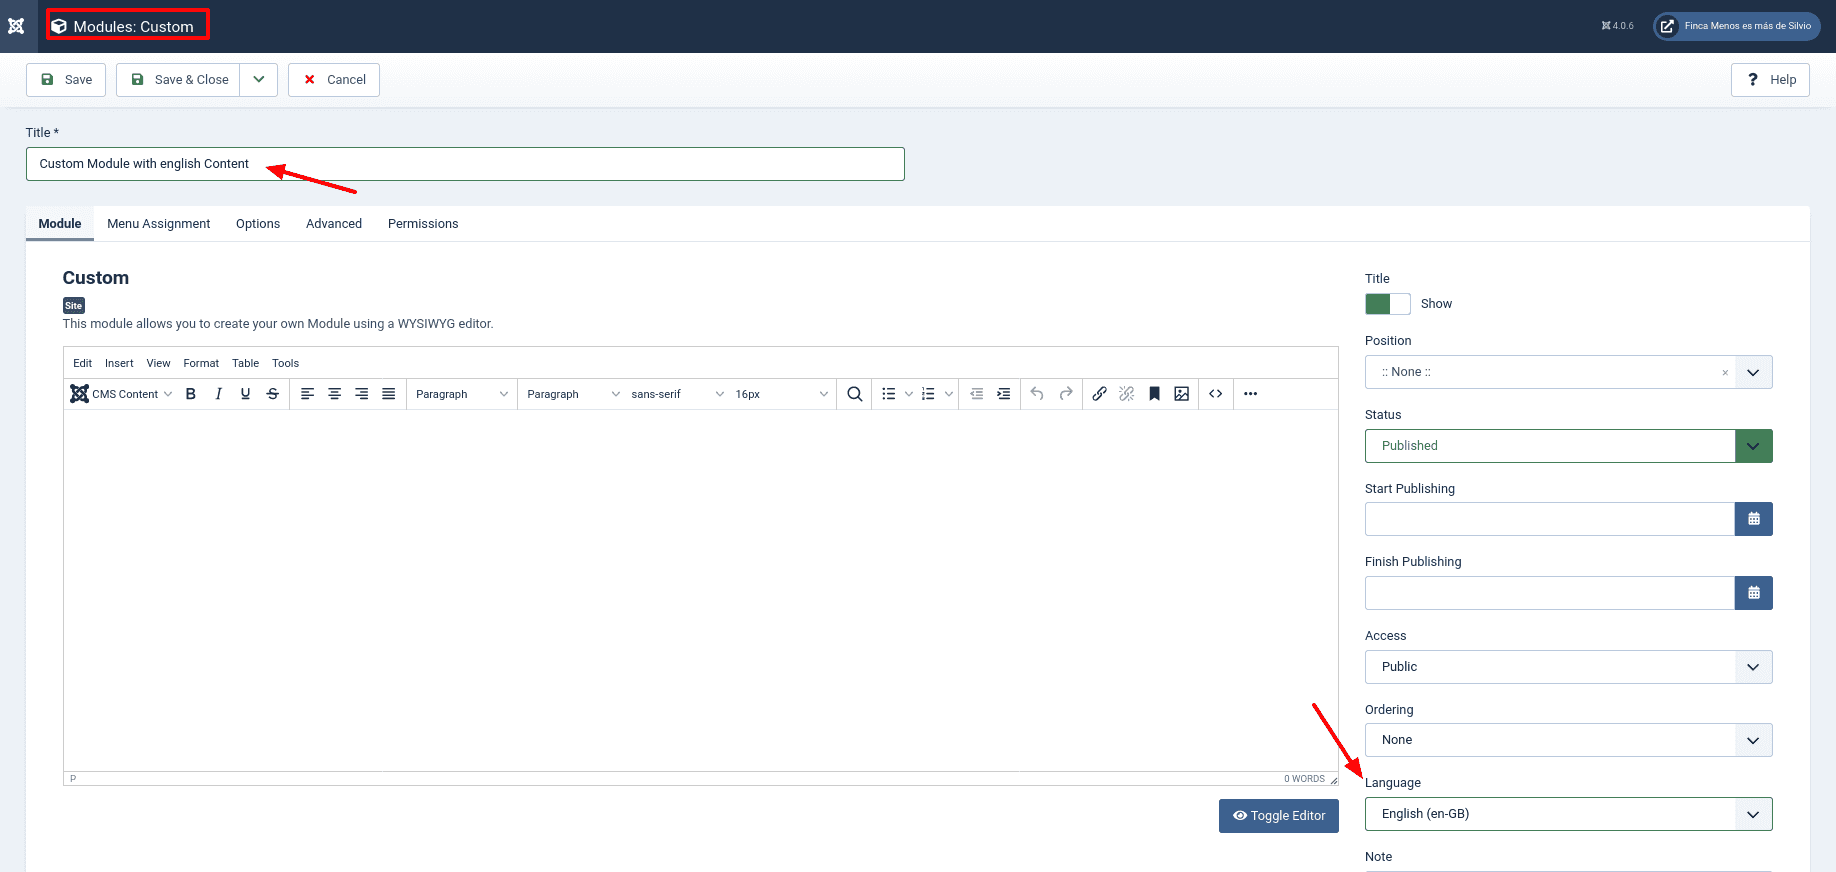 Modules: Custom
4.0.6
Finca Menos es más de Silvio
Save
Save & Close
Cancel
? Help
Title *
Custom Module with english Content
Module
Menu Assignment
Options
Advanced
Permissions
Custom
Site
This module allows you to create your own Module using a WYSIWYG editor.
Edit Insert View Format Table Tools
CMS Content B I U S Paragraph Paragraph sans-serif 16px
P
0 WORDS
Toggle Editor
Title
Show
Position
:: None :: ×
Status
Published
Start Publishing
Finish Publishing
Access
Public
Ordering
None
Language
English (en-GB)
Note